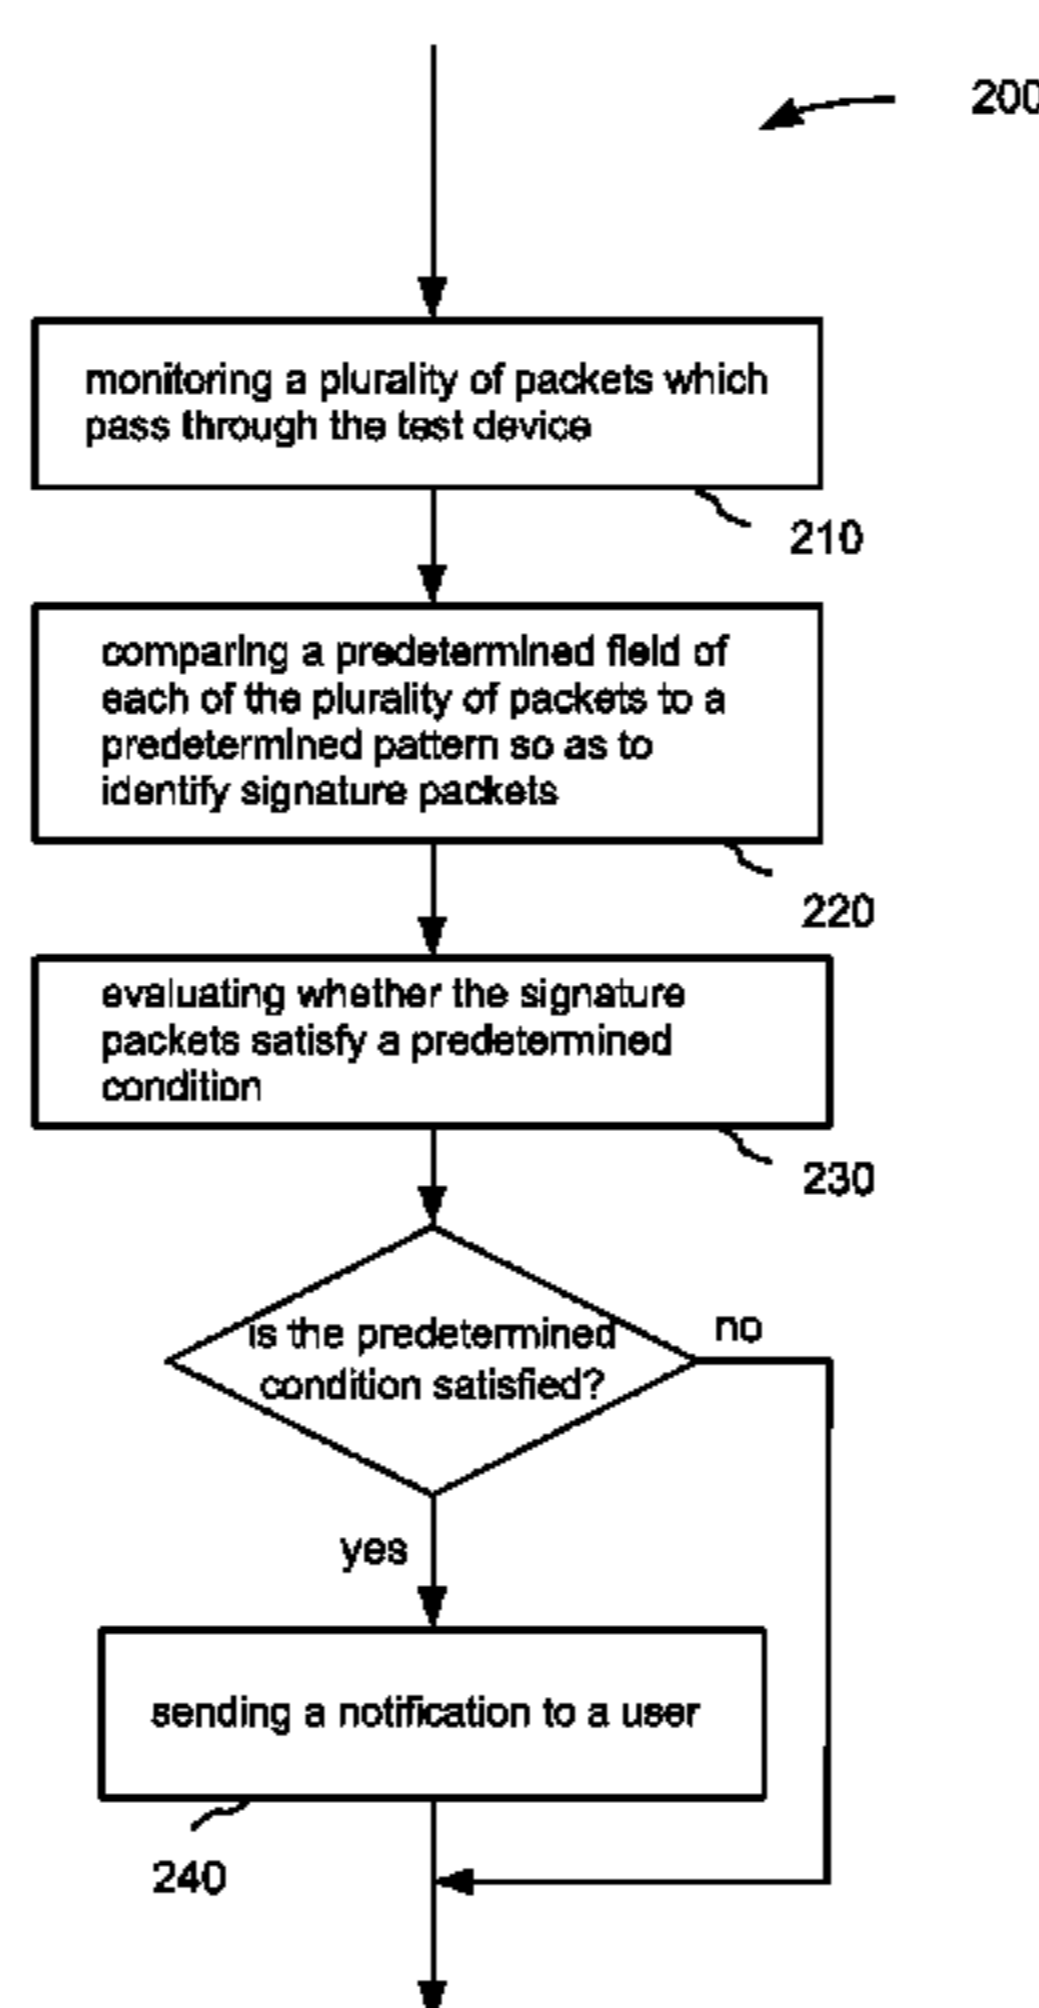 200
monitoring a plurality of packets which
pass through the test device
210
comparing a predetermined field of
each of the plurality of packets to a
predetermined pattern so as to
identify signature packets
220
evaluating whether the signature
packets satisfy a predetermined
condition
230
is the predetermined
condition satisfied?
no
yes
sending a notification to a user
240